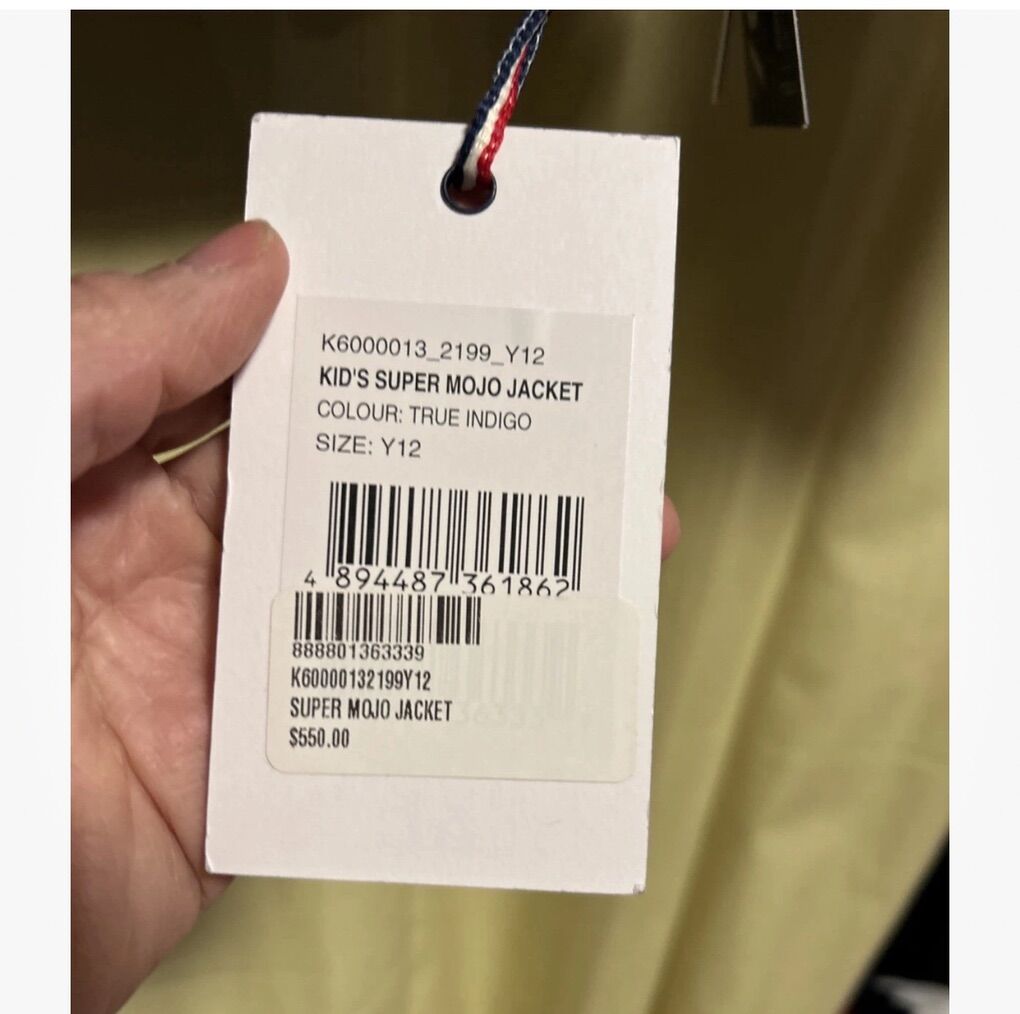 K6000013_2199_Y12
KID'S SUPER MOJO JACKET
COLOUR: TRUE INDIGO
SIZE: Y12
4 894487 361862
888801363339
K60000132199Y12
SUPER MOJO JACKET
$550.00